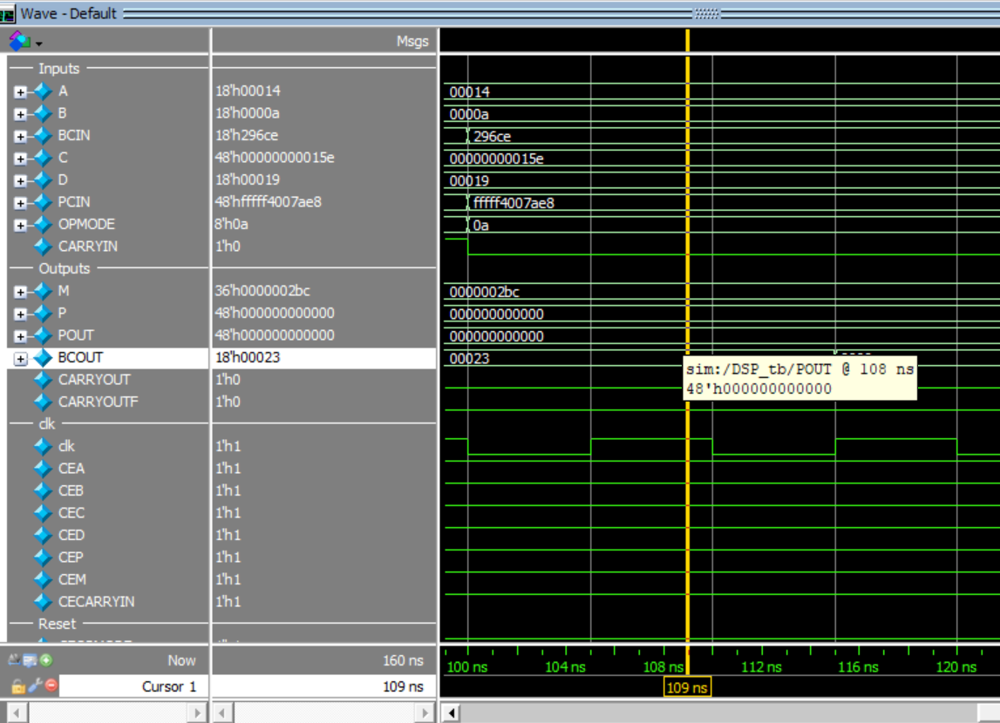 Wave - Default
Msgs
Inputs
A 18'h00014 00014
B 18'h0000a 0000a
BCIN 18'h296ce 296ce
C 48'h00000000015e 00000000015e
D 18'h00019 00019
PCIN 48'hfffff4007ae8 fffff4007ae8
OPMODE 8'h0a 0a
CARRYIN 1'h0
Outputs
M 36'h0000002bc 0000002bc
P 48'h000000000000 000000000000
POUT 48'h000000000000 000000000000
BCOUT 18'h00023 00023
sim:/DSP_tb/POUT @ 108 ns
48'h000000000000
CARRYOUT 1'h0
CARRYOUTF 1'h0
clk
clk 1'h1
CEA 1'h1
CEB 1'h1
CEC 1'h1
CED 1'h1
CEP 1'h1
CEM 1'h1
CECARRYIN 1'h1
Reset
Now 160 ns 100 ns 104 ns 108 ns 112 ns 116 ns 120 ns
Cursor 1 109 ns 109 ns